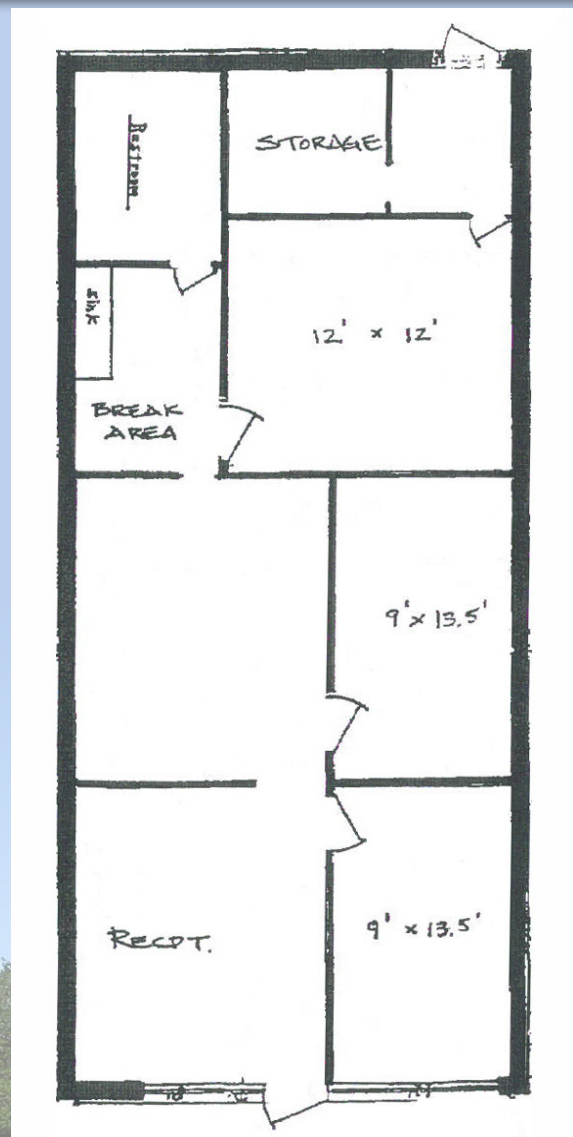 Restroom
STORAGE
sink
12' x 12'
BREAK
AREA
9' x 13.5'
RECPT.
9' x 13.5'